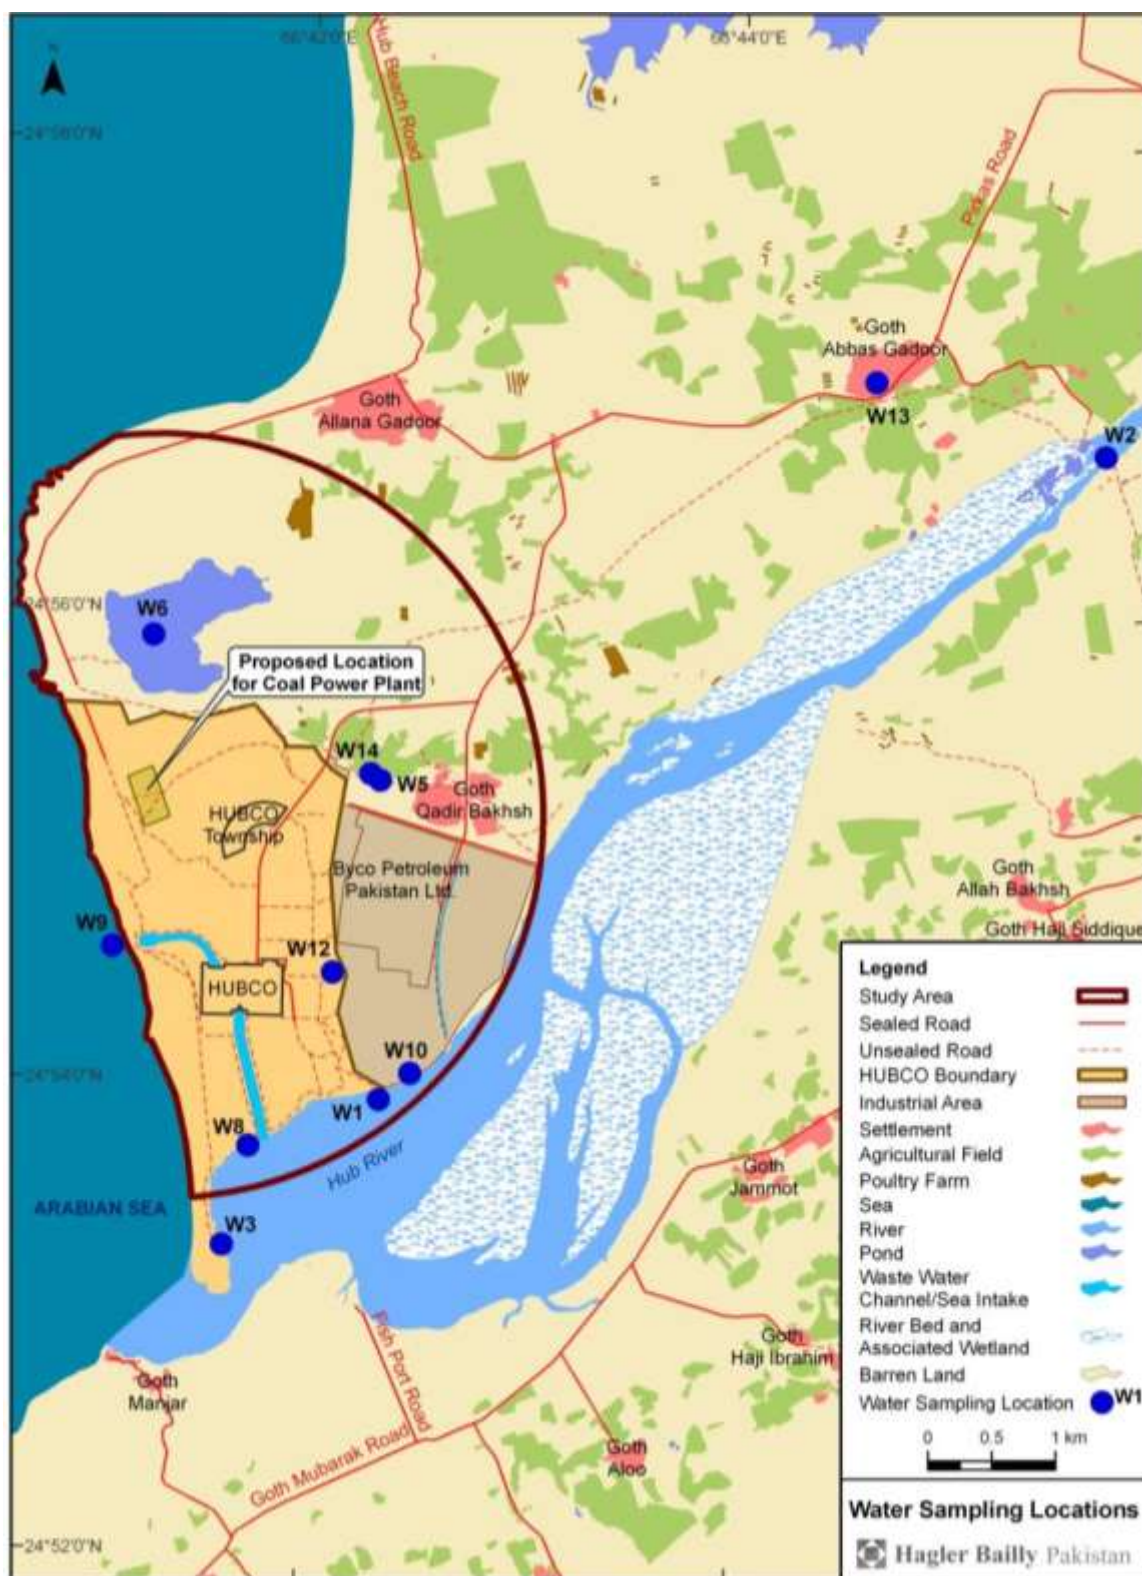 N
66°42'0"E
66°44'0"E
24°58'0"N
Hub Beach Road
Pirkas Road
Goth
Abbas Gadoor
W13
Goth
Allana Gadoor
W2
24°56'0"N
W6
Proposed Location
for Coal Power Plant
W14
W5
Goth
Qadir Bakhsh
HUBCO
Township
Byco Petroleum
Pakistan Ltd.
Goth
Allah Bakhsh
Goth Haji Siddique
W9
W12
HUBCO
24°54'0"N
W10
W1
W8
Hub River
Goth
Jammot
ARABIAN SEA
W3
Fish Port Road
Goth
Haji Ibrahim
Goth
Manjar
Goth Mubarak Road
Goth
Aloo
24°52'0"N
Legend
Study Area
Sealed Road
Unsealed Road
HUBCO Boundary
Industrial Area
Settlement
Agricultural Field
Poultry Farm
Sea
River
Pond
Waste Water
Channel/Sea Intake
River Bed and
Associated Wetland
Barren Land
Water Sampling Location W1
0 0.5 1 km
Water Sampling Locations
Hagler Bailly Pakistan